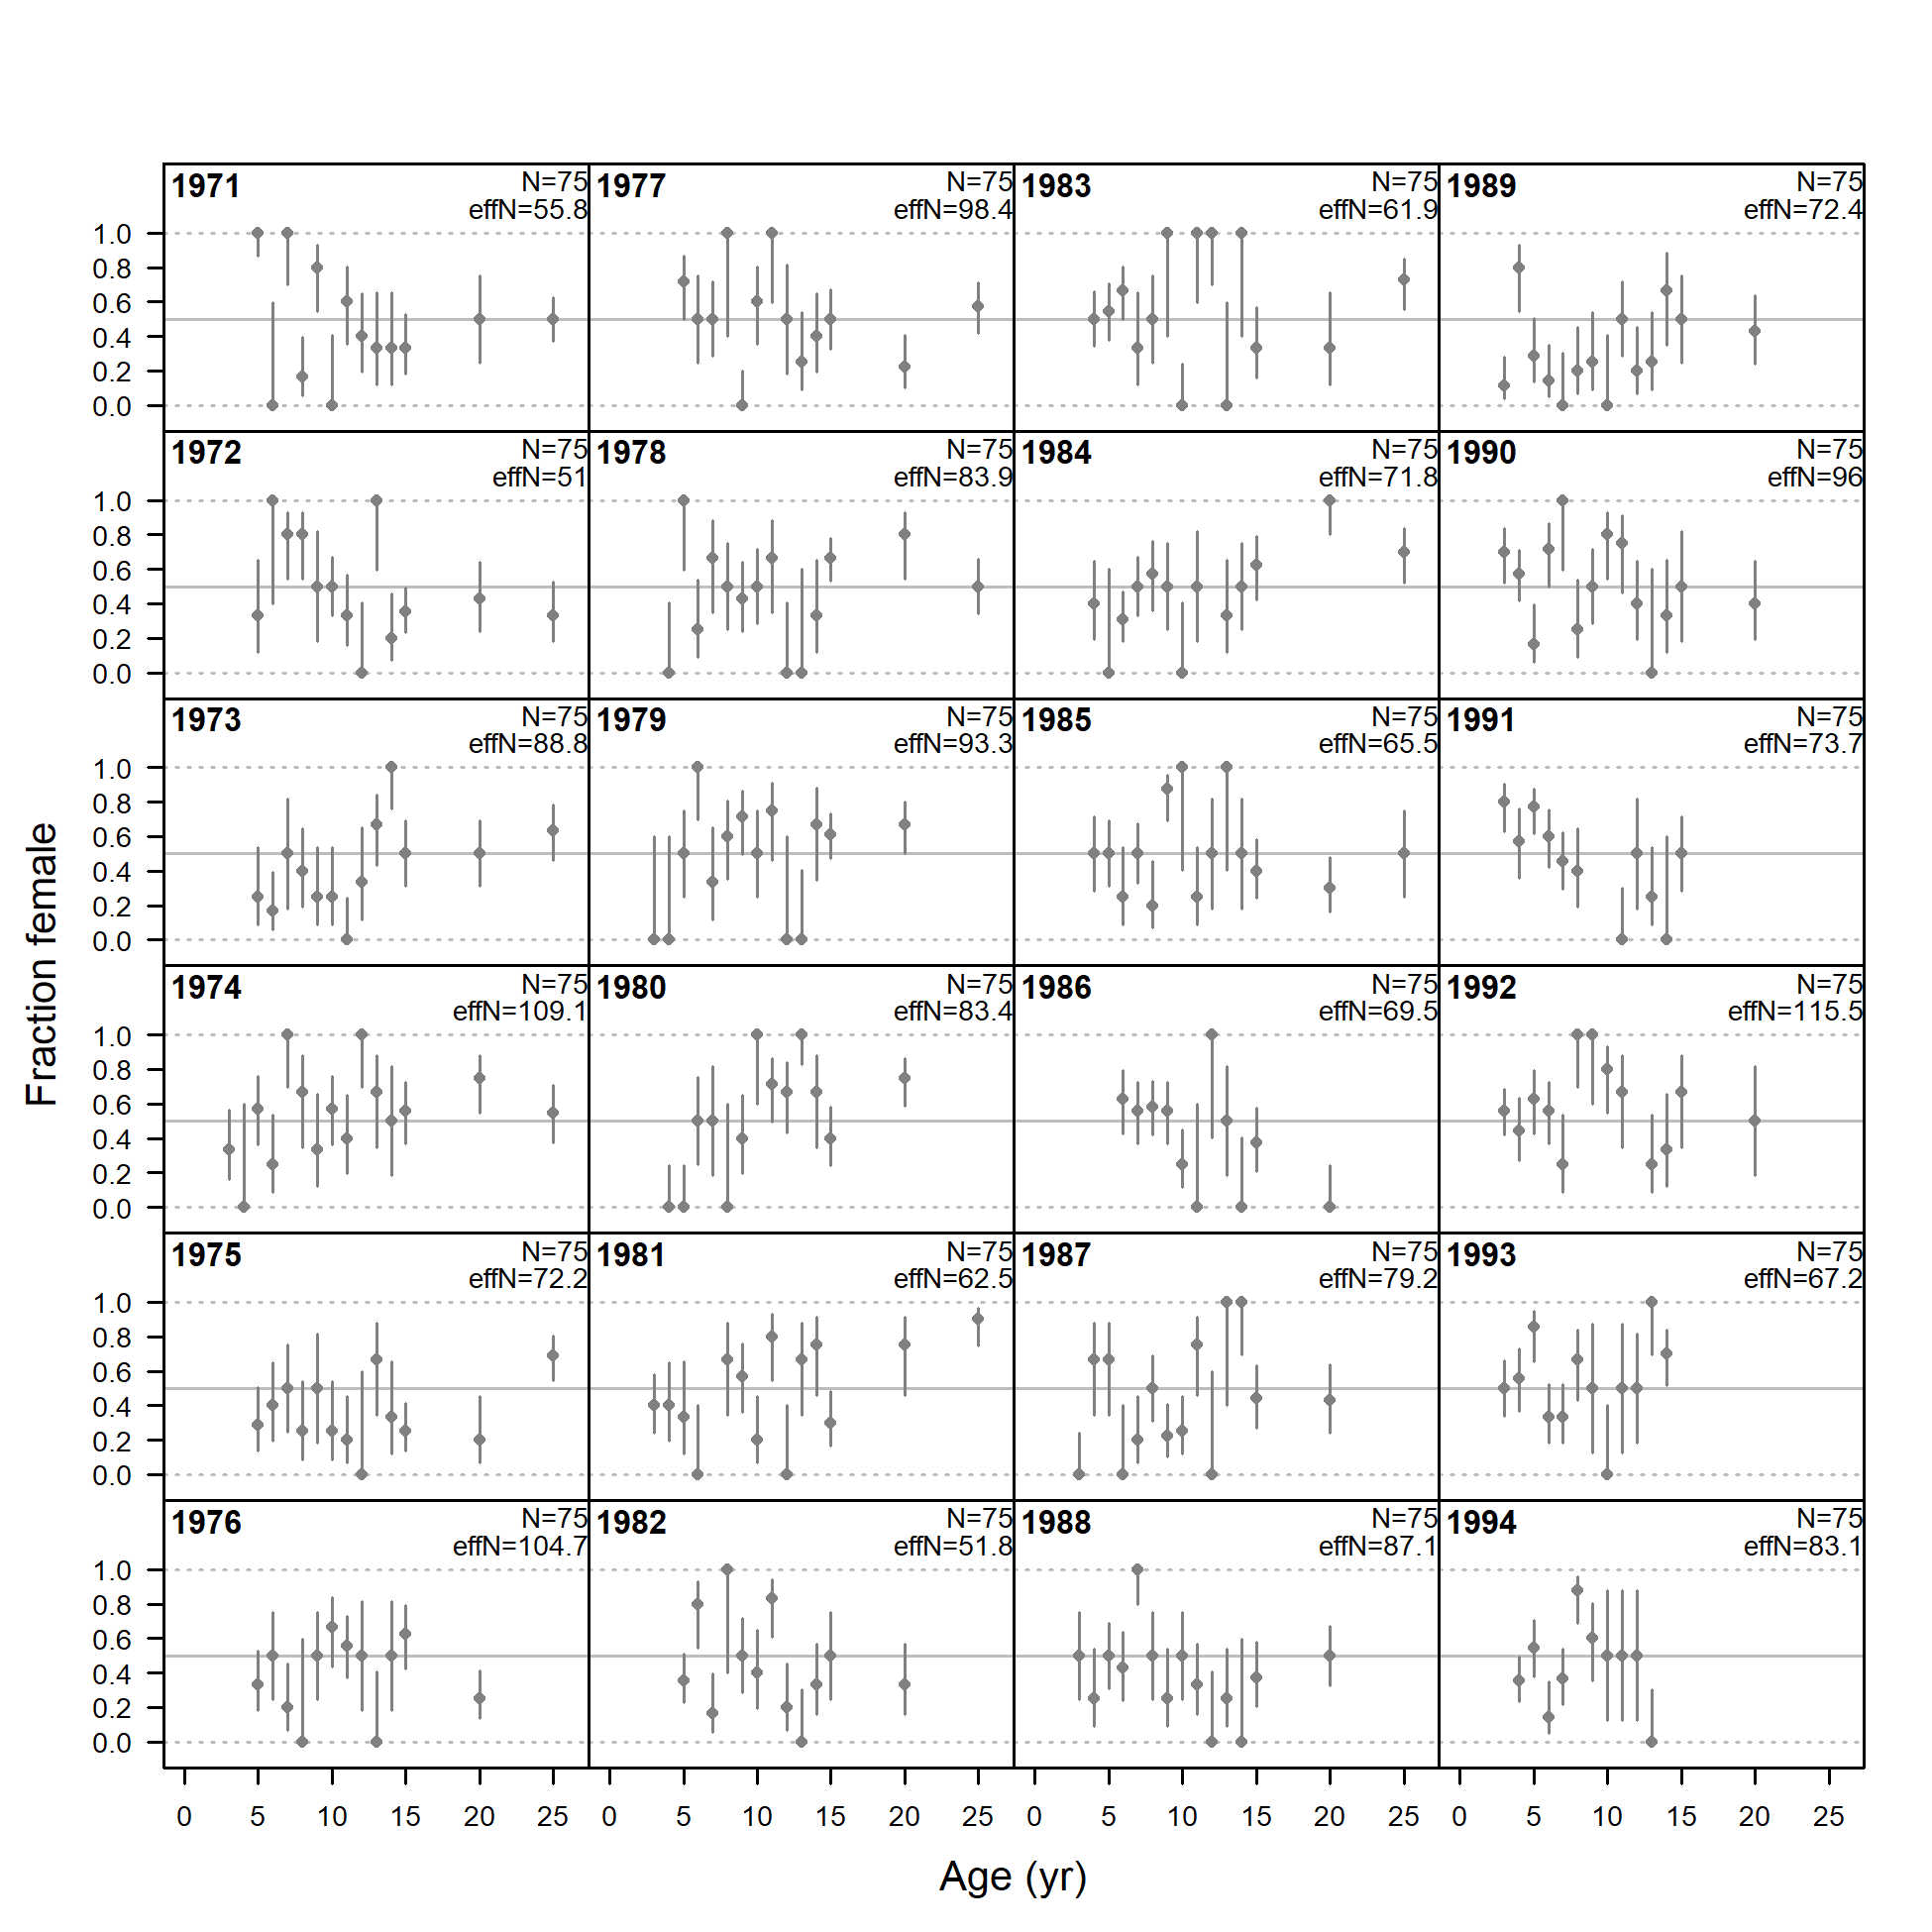 1971 N=75 1977 N=75 1983 N=75 1989 N=75
effN=55.8 effN=98.4 effN=61.9 effN=72.4
1.0
0.8
0.6
0.4
0.2
0.0
1972 N=75 1978 N=75 1984 N=75 1990 N=75
effN=51 effN=83.9 effN=71.8 effN=96
1.0
0.8
0.6
0.4
0.2
0.0
1973 N=75 1979 N=75 1985 N=75 1991 N=75
effN=88.8 effN=93.3 effN=65.5 effN=73.7
1.0
0.8
0.6
0.4
0.2
0.0
Fraction female
1974 N=75 1980 N=75 1986 N=75 1992 N=75
effN=109.1 effN=83.4 effN=69.5 effN=115.5
1.0
0.8
0.6
0.4
0.2
0.0
1975 N=75 1981 N=75 1987 N=75 1993 N=75
effN=72.2 effN=62.5 effN=79.2 effN=67.2
1.0
0.8
0.6
0.4
0.2
0.0
1976 N=75 1982 N=75 1988 N=75 1994 N=75
effN=104.7 effN=51.8 effN=87.1 effN=83.1
1.0
0.8
0.6
0.4
0.2
0.0
0 5 10 15 20 25 0 5 10 15 20 25 0 5 10 15 20 25 0 5 10 15 20 25
Age (yr)